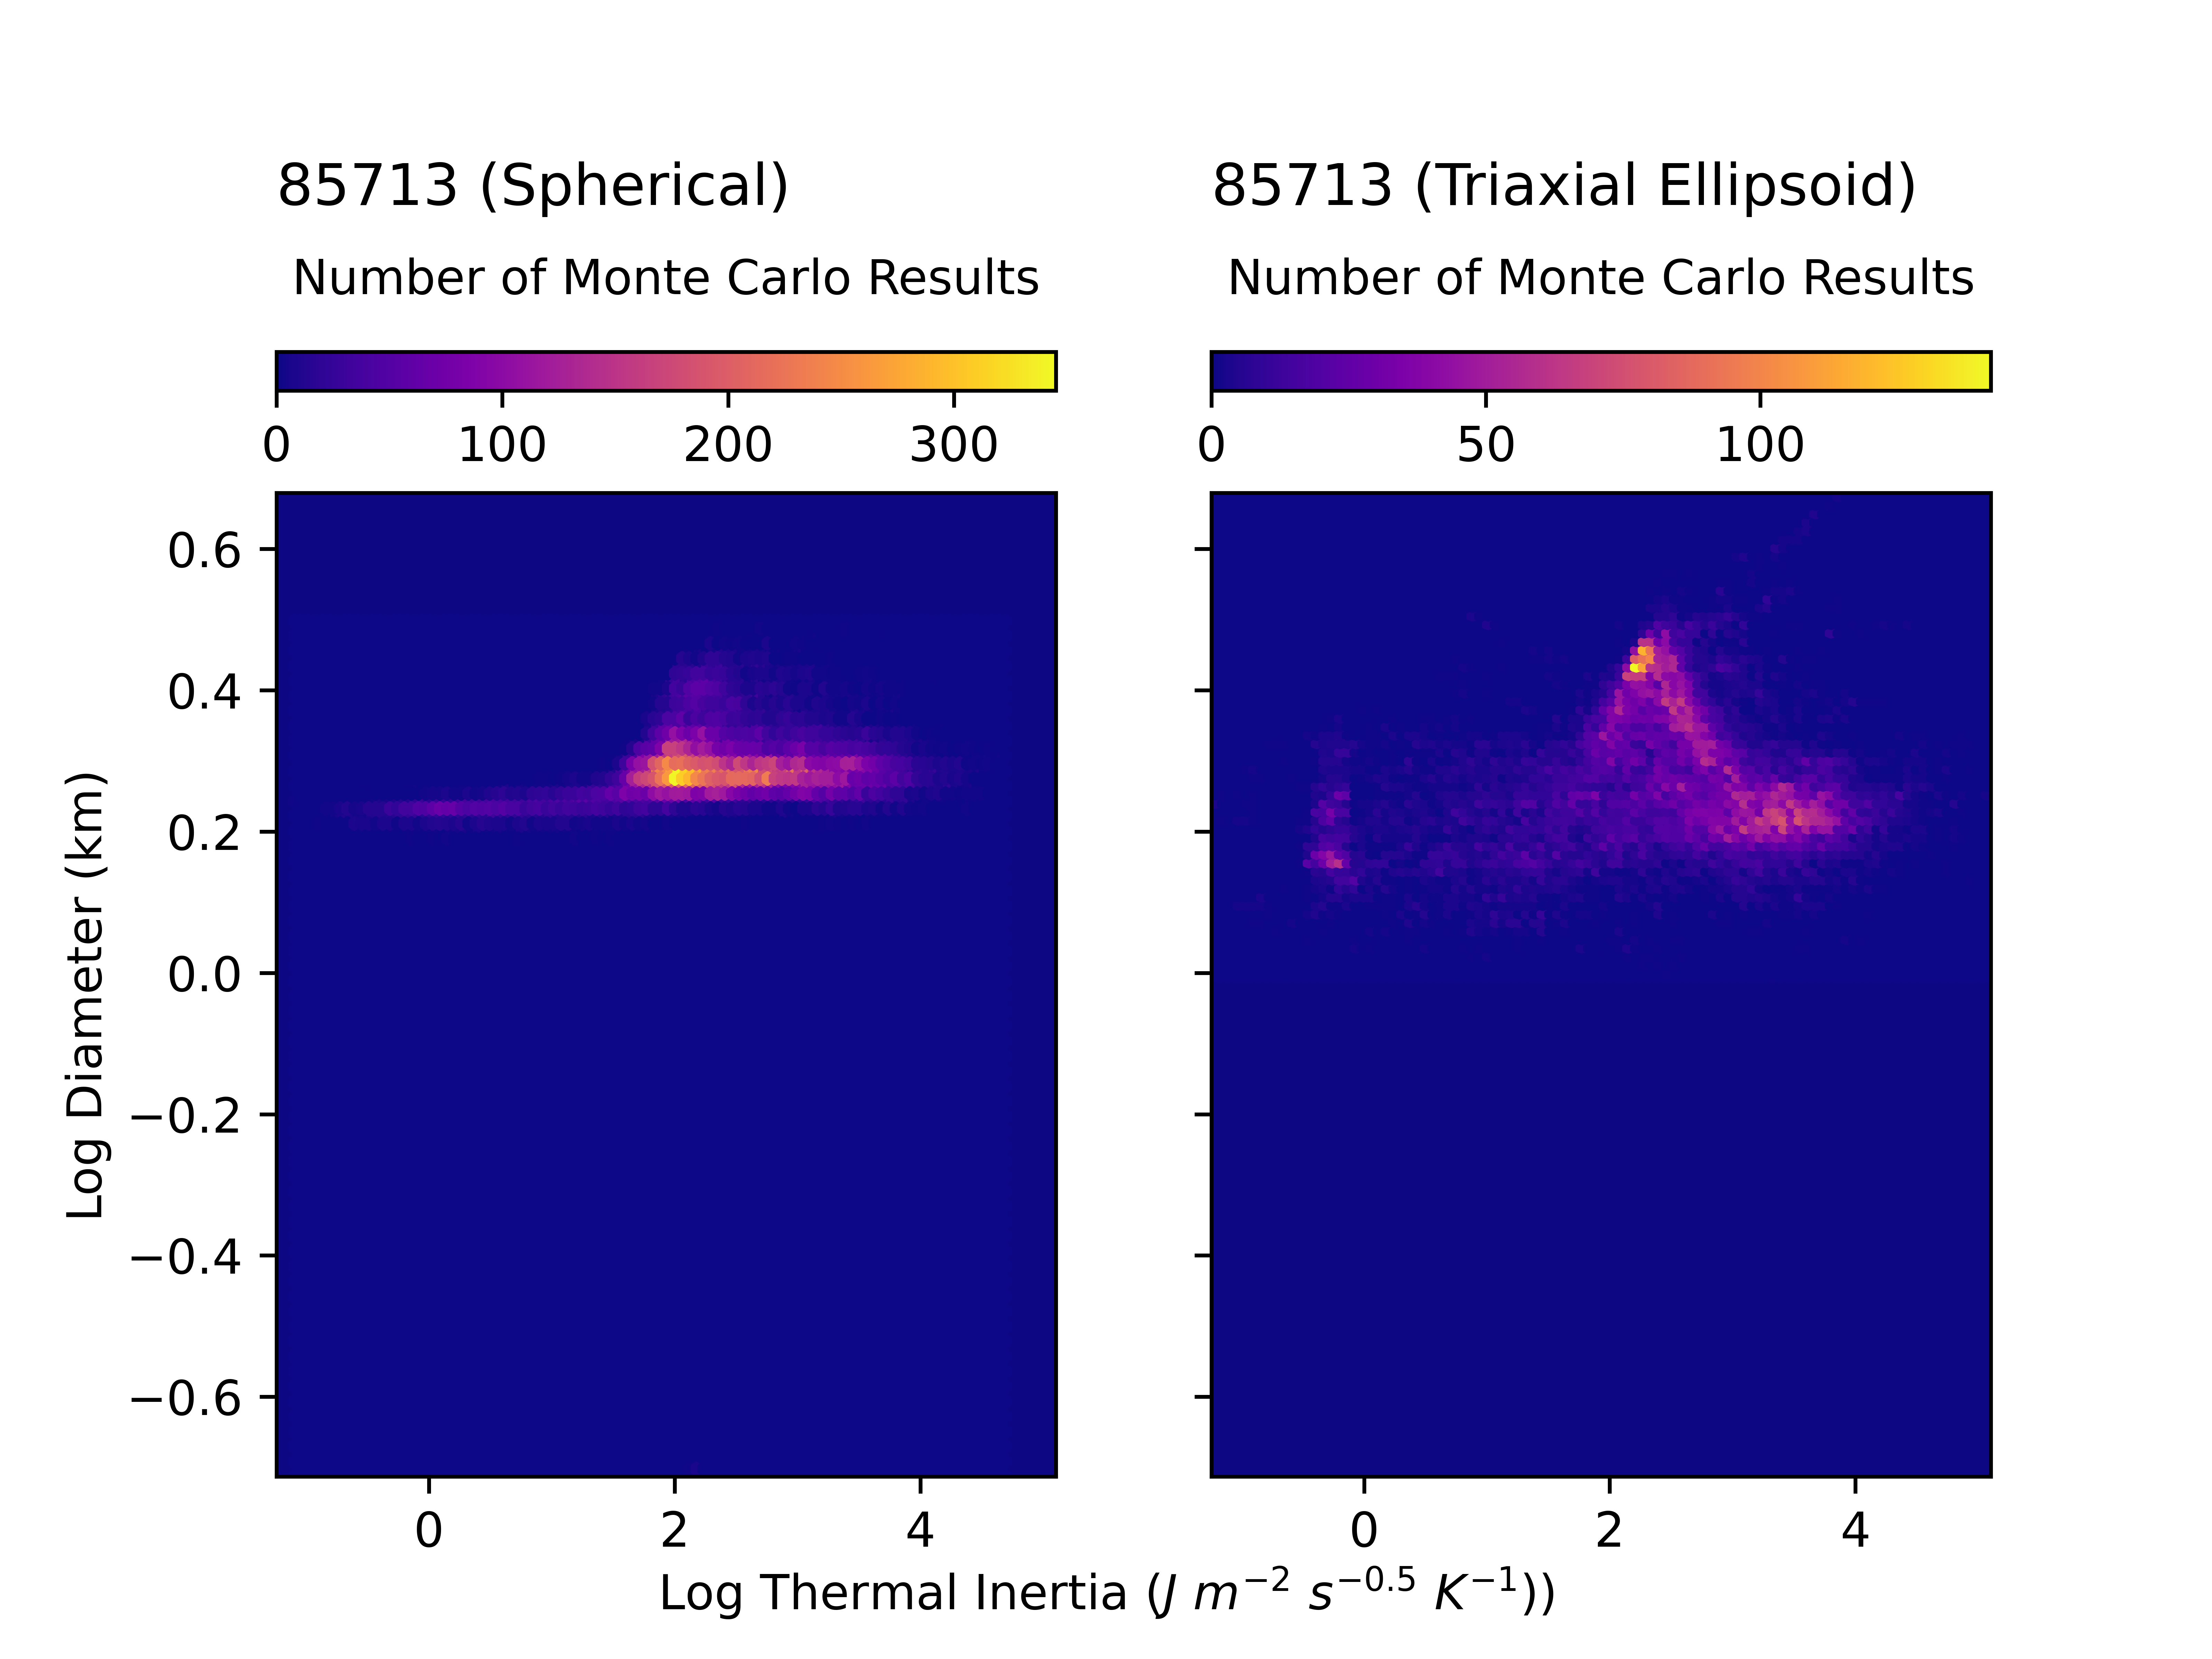 85713 (Spherical)
Number of Monte Carlo Results
0 100 200 300
85713 (Triaxial Ellipsoid)
Number of Monte Carlo Results
0 50 100
Log Diameter (km)
0.6
0.4
0.2
0.0
−0.2
−0.4
−0.6
0 2 4
0 2 4
Log Thermal Inertia (J m⁻² s⁻⁰·⁵ K⁻¹))